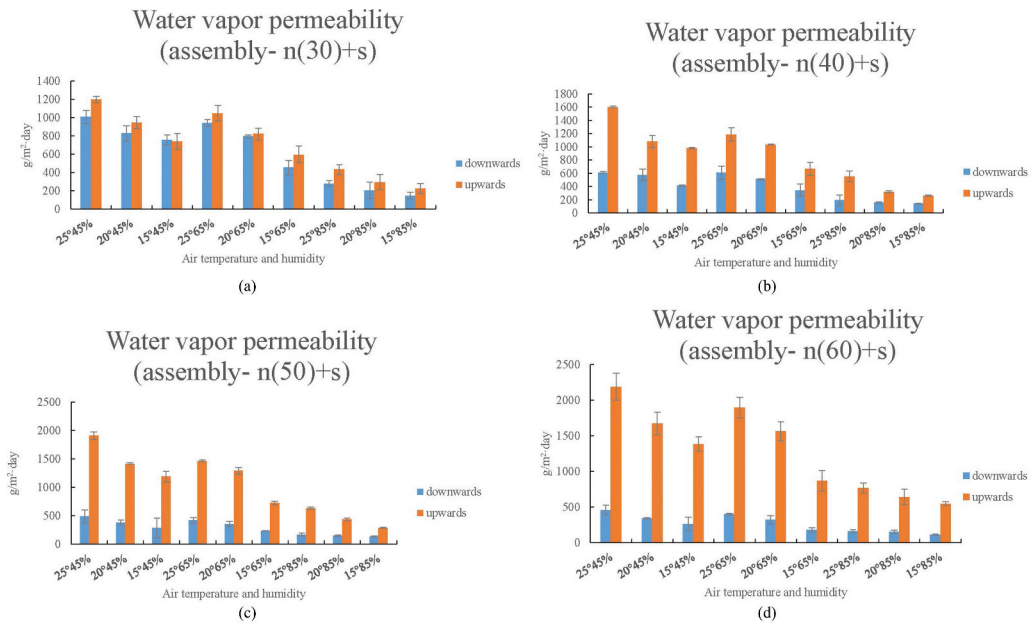 Water vapor permeability
(assembly- n(30)+s)
1400
1200
1000
800
600
400
200
0
g/m²·day
downwards
upwards
25°45%
20°45%
15°45%
25°65%
20°65%
15°65%
25°85%
20°85%
15°85%
Air temperature and humidity
(a)
Water vapor permeability
(assembly- n(40)+s)
1800
1600
1400
1200
1000
800
600
400
200
0
g/m²·day
downwards
upwards
25°45%
20°45%
15°45%
25°65%
20°65%
15°65%
25°85%
20°85%
15°85%
Air temperature and humidity
(b)
Water vapor permeability
(assembly- n(50)+s)
2500
2000
1500
1000
500
0
g/m²·day
downwards
upwards
25°45%
20°45%
15°45%
25°65%
20°65%
15°65%
25°85%
20°85%
15°85%
Air temperature and humidity
(c)
Water vapor permeability
(assembly- n(60)+s)
2500
2000
1500
1000
500
0
g/m²·day
downwards
upwards
25°45%
20°45%
15°45%
25°65%
20°65%
15°65%
25°85%
20°85%
15°85%
Air temperature and humidity
(d)